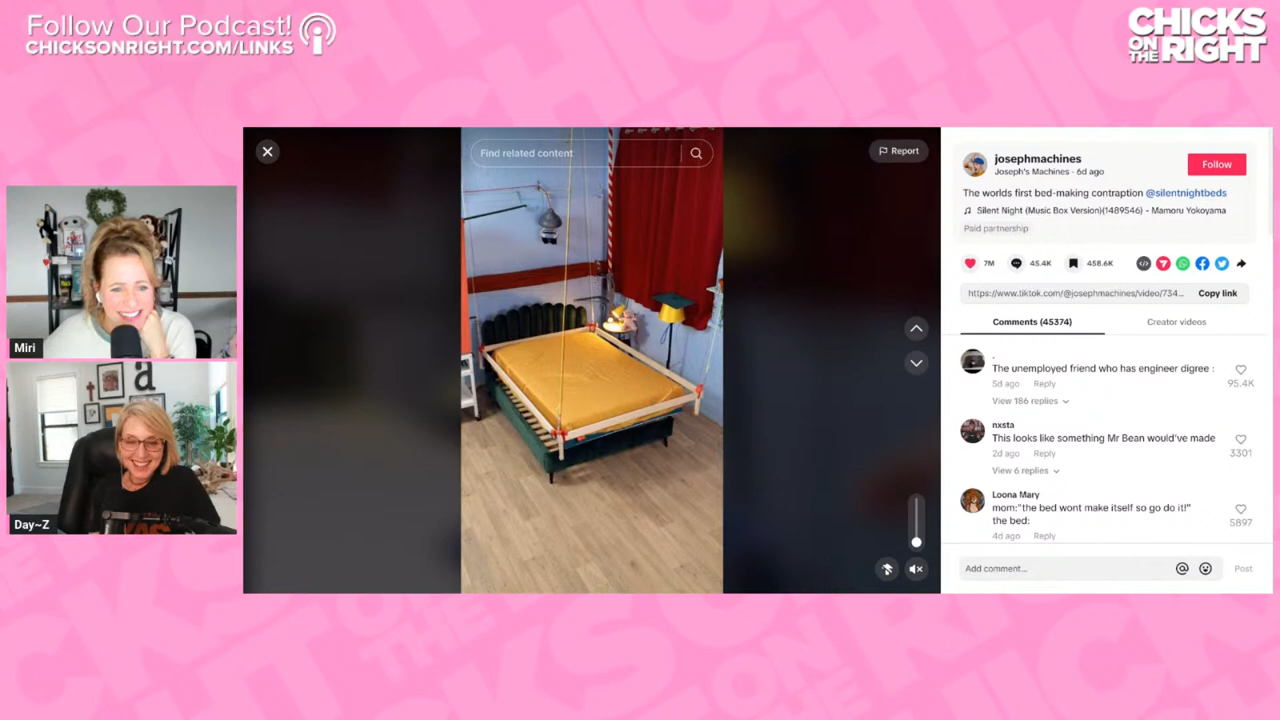 Follow Our Podcast!
CHICKSONRIGHT.COM/LINKS
CHICKS
ON THE RIGHT
Find related content
Report
josephmachines
Joseph's Machines · 6d ago
Follow
The worlds first bed-making contraption @silentnightbeds
Silent Night (Music Box Version)(1489546) - Mamoru Yokoyama
Paid partnership
7M
45.4K
458.6K
https://www.tiktok.com/@josephmachines/video/734...
Copy link
Comments (45374)
Creator videos
.
The unemployed friend who has engineer digree :
95.4K
5d ago
Reply
View 186 replies
nxsta
This looks like something Mr Bean would've made
3301
2d ago
Reply
View 6 replies
Loona Mary
mom:"the bed wont make itself so go do it!"
the bed:
5897
4d ago
Reply
Add comment...
Post
Miri
a
Day~Z